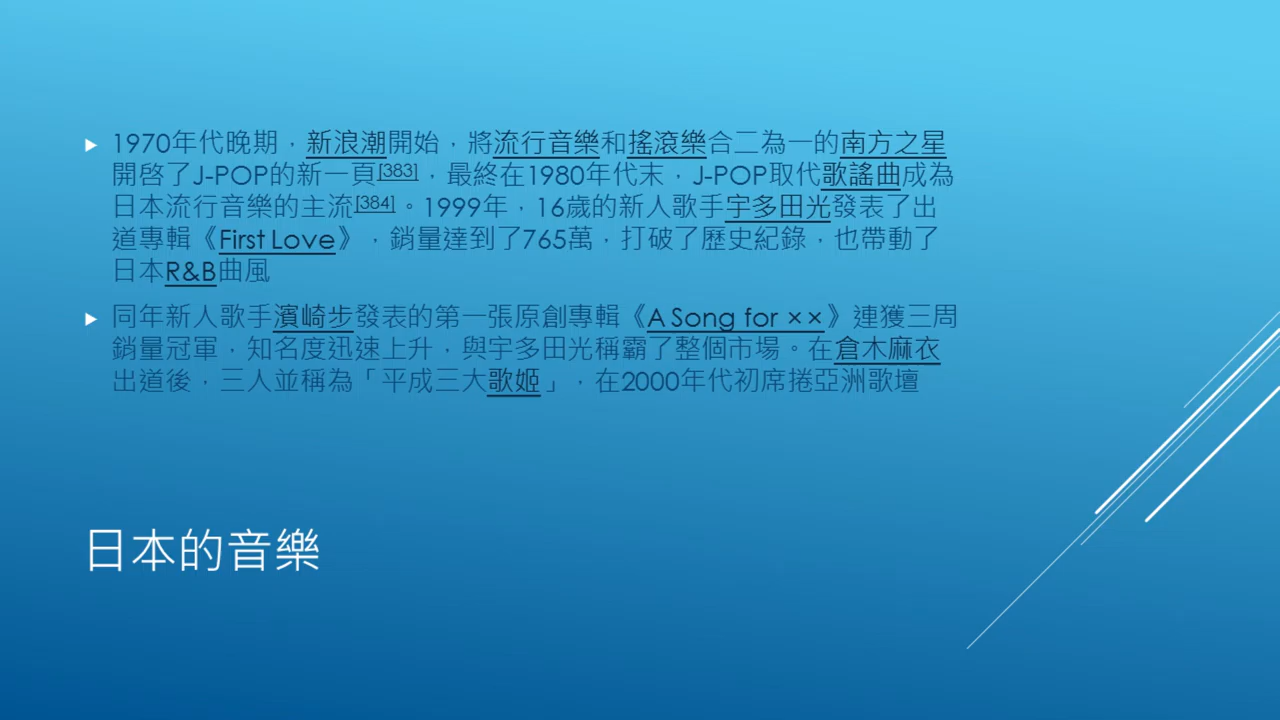 1970年代晚期，新浪潮開始，將流行音樂和搖滾樂合二為一的南方之星
開啓了J-POP的新一頁[383]，最終在1980年代末，J-POP取代歌謠曲成為
日本流行音樂的主流[384]。1999年，16歲的新人歌手宇多田光發表了出
道專輯《First Love》，銷量達到了765萬，打破了歷史紀錄，也帶動了
日本R&B曲風
同年新人歌手濱崎步發表的第一張原創專輯《A Song for ××》連獲三周
銷量冠軍，知名度迅速上升，與宇多田光稱霸了整個市場。在倉木麻衣
出道後，三人並稱為「平成三大歌姬」，在2000年代初席捲亞洲歌壇
日本的音樂